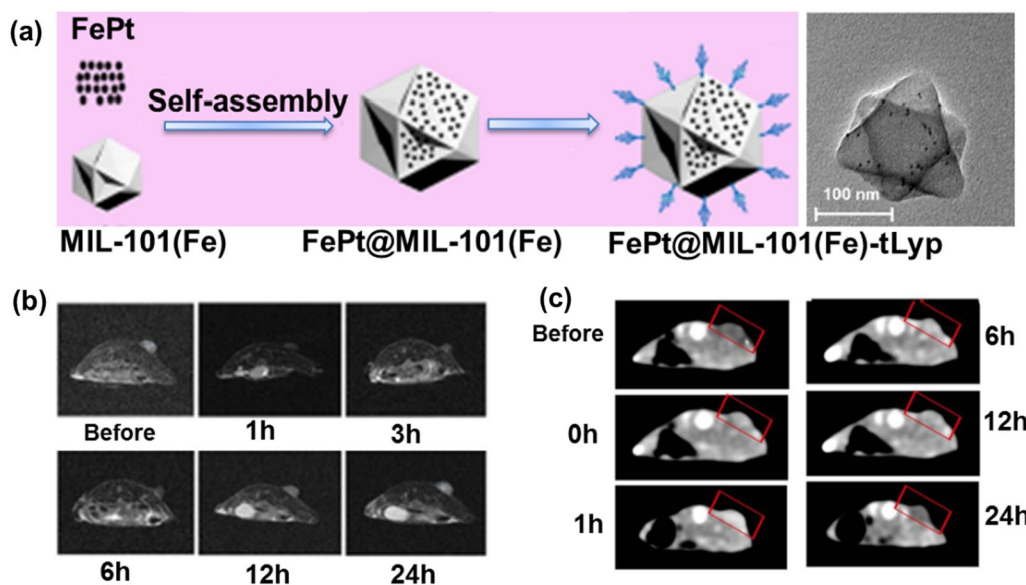 (a)
FePt
Self-assembly
MIL-101(Fe)
FePt@MIL-101(Fe)
FePt@MIL-101(Fe)-tLyp
100 nm
(b)
Before
1h
3h
6h
12h
24h
(c)
Before
6h
0h
12h
1h
24h